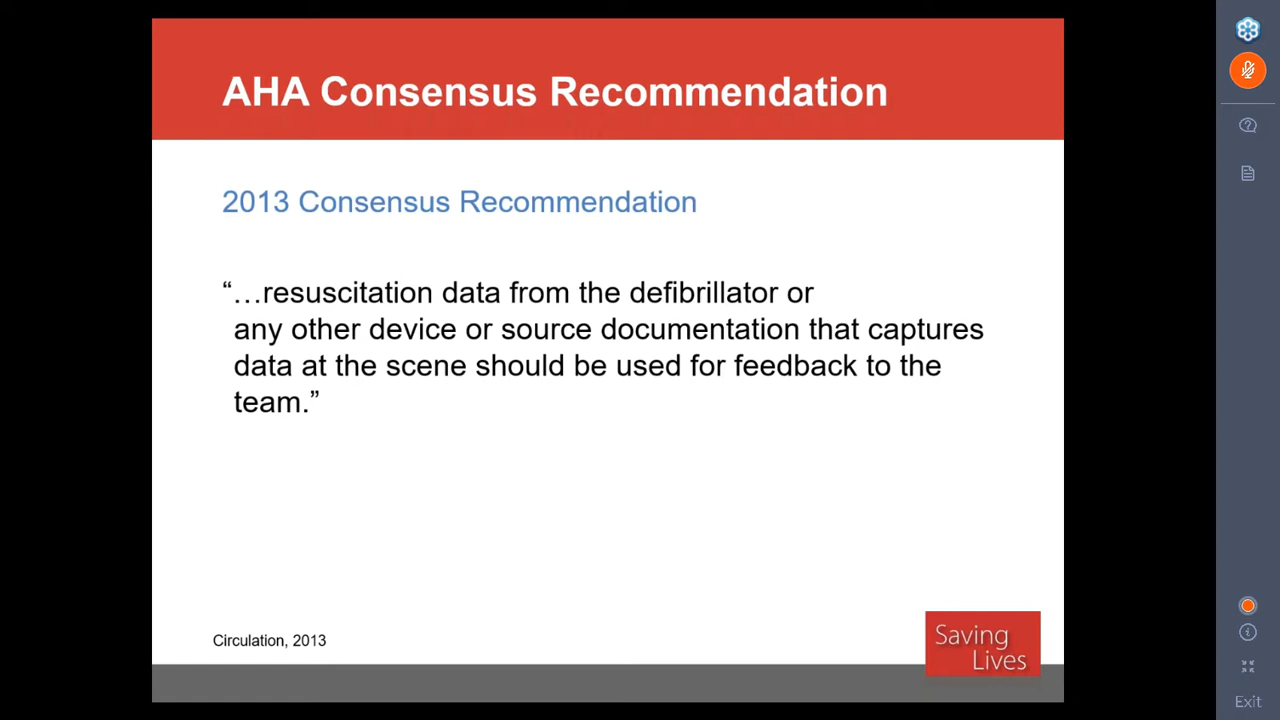 AHA Consensus Recommendation
2013 Consensus Recommendation
“…resuscitation data from the defibrillator or
any other device or source documentation that captures
data at the scene should be used for feedback to the
team.”
Circulation, 2013
Saving
Lives
Exit